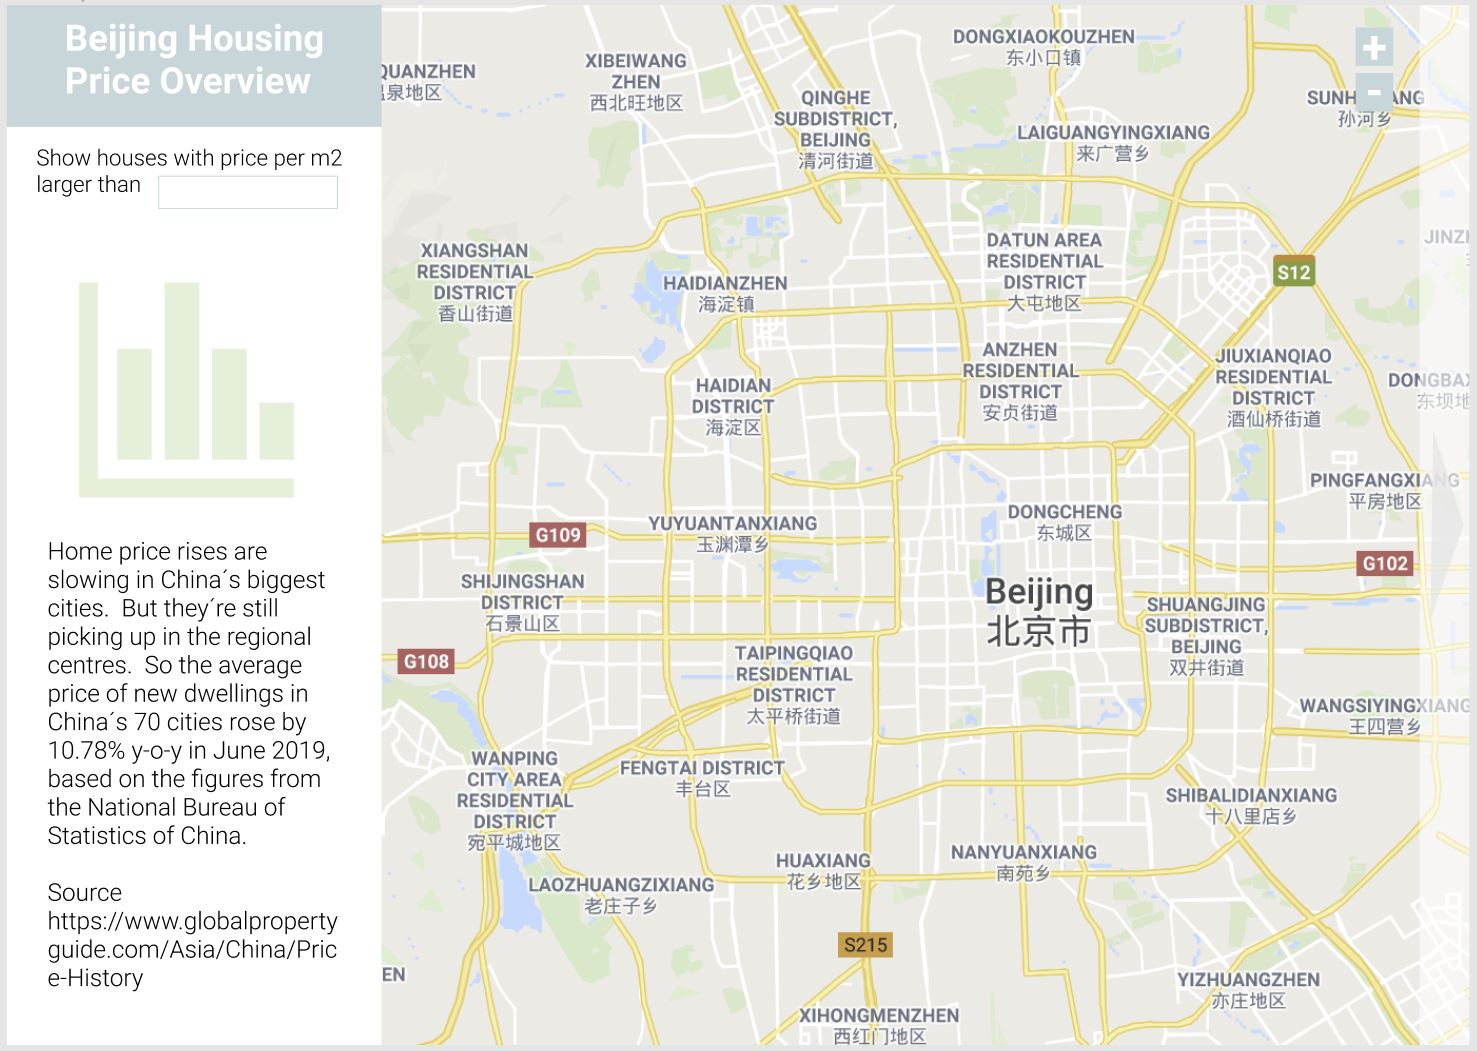 Beijing Housing
Price Overview
Show houses with price per m2
larger than
Home price rises are
slowing in China´s biggest
cities.  But they´re still
picking up in the regional
centres.  So the average
price of new dwellings in
China´s 70 cities rose by
10.78% y-o-y in June 2019,
based on the figures from
the National Bureau of
Statistics of China.
Source
https://www.globalproperty
guide.com/Asia/China/Pric
e-History
+
-
DONGXIAOKOUZHEN
东小口镇
XIBEIWANG
ZHEN
西北旺地区
QUANZHEN
泉地区
QINGHE
SUBDISTRICT,
BEIJING
清河街道
孙河乡
LAIGUANGYINGXIANG
来广营乡
XIANGSHAN
RESIDENTIAL
DISTRICT
香山街道
HAIDIANZHEN
海淀镇
DATUN AREA
RESIDENTIAL
DISTRICT
大屯地区
JINZ
S12
ANZHEN
RESIDENTIAL
DISTRICT
安贞街道
JIUXIANQIAO
RESIDENTIAL
DISTRICT
酒仙桥街道
HAIDIAN
DISTRICT
海淀区
DONGBA
东坝地
PINGFANGXIANG
平房地区
DONGCHENG
东城区
YUYUANTANXIANG
玉渊潭乡
G109
G102
SHIJINGSHAN
DISTRICT
石景山区
Beijing
北京市
SHUANGJING
SUBDISTRICT,
BEIJING
双井街道
G108
TAIPINGQIAO
RESIDENTIAL
DISTRICT
太平桥街道
WANGSIYINGXIANG
王四营乡
WANPING
CITY AREA
RESIDENTIAL
DISTRICT
宛平城地区
FENGTAI DISTRICT
丰台区
SHIBALIDIANXIANG
十八里店乡
HUAXIANG
花乡地区
NANYUANXIANG
南苑乡
LAOZHUANGZIXIANG
老庄子乡
S215
EN
YIZHUANGZHEN
亦庄地区
XIHONGMENZHEN
西红门地区